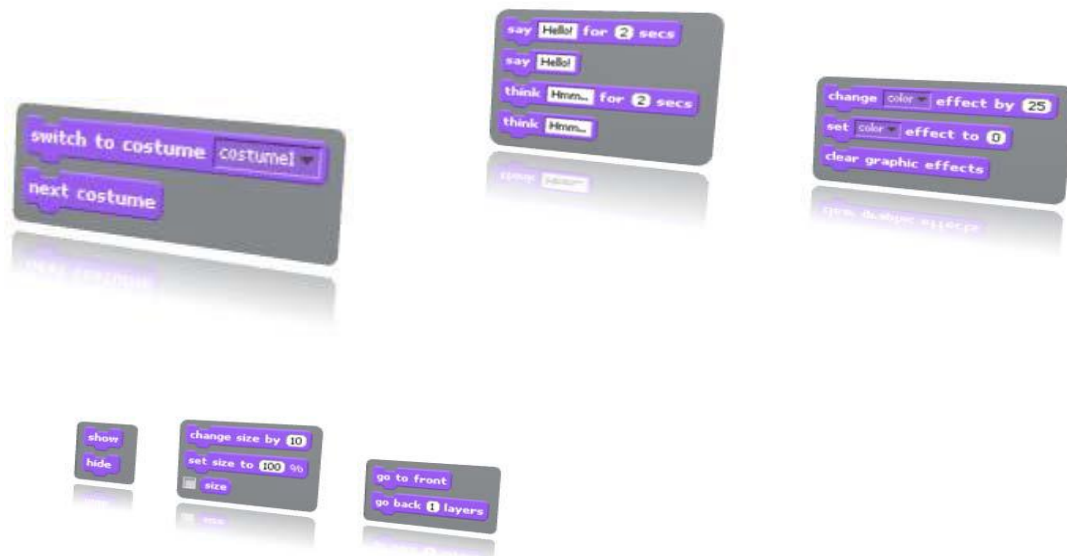 switch to costume costume1
next costume
say Hello! for 2 secs
say Hello!
think Hmm... for 2 secs
think Hmm...
change color effect by 25
set color effect to 0
clear graphic effects
show
hide
change size by 10
set size to 100 %
size
go to front
go back 1 layers